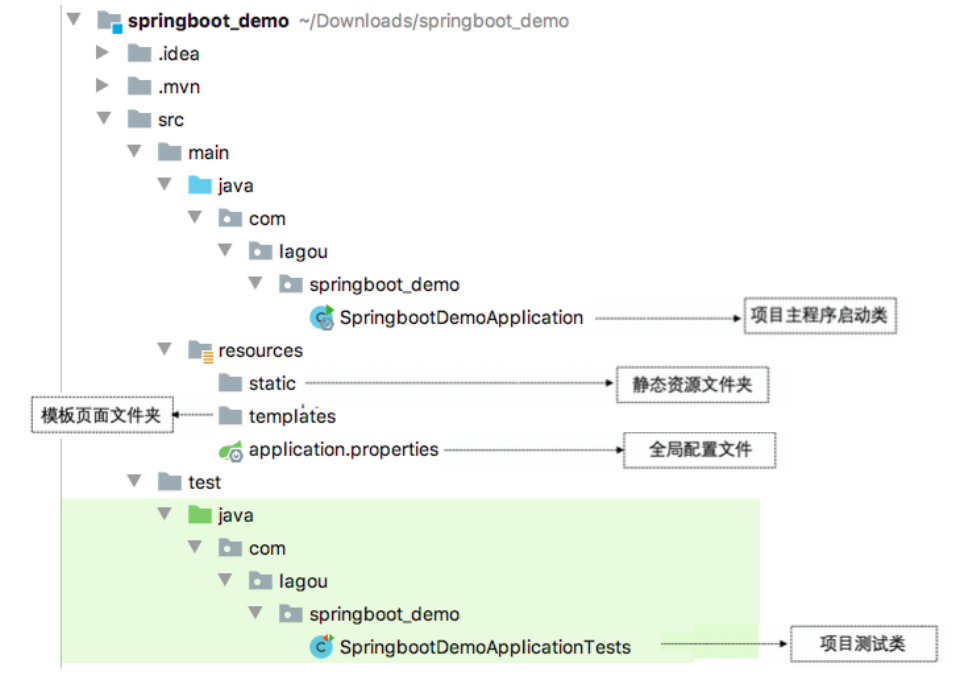 springboot_demo ~/Downloads/springboot_demo
.idea
.mvn
src
main
java
com
lagou
springboot_demo
SpringbootDemoApplication 项目主程序启动类
resources
static 静态资源文件夹
模板页面文件夹 templates
application.properties 全局配置文件
test
java
com
lagou
springboot_demo
SpringbootDemoApplicationTests 项目测试类